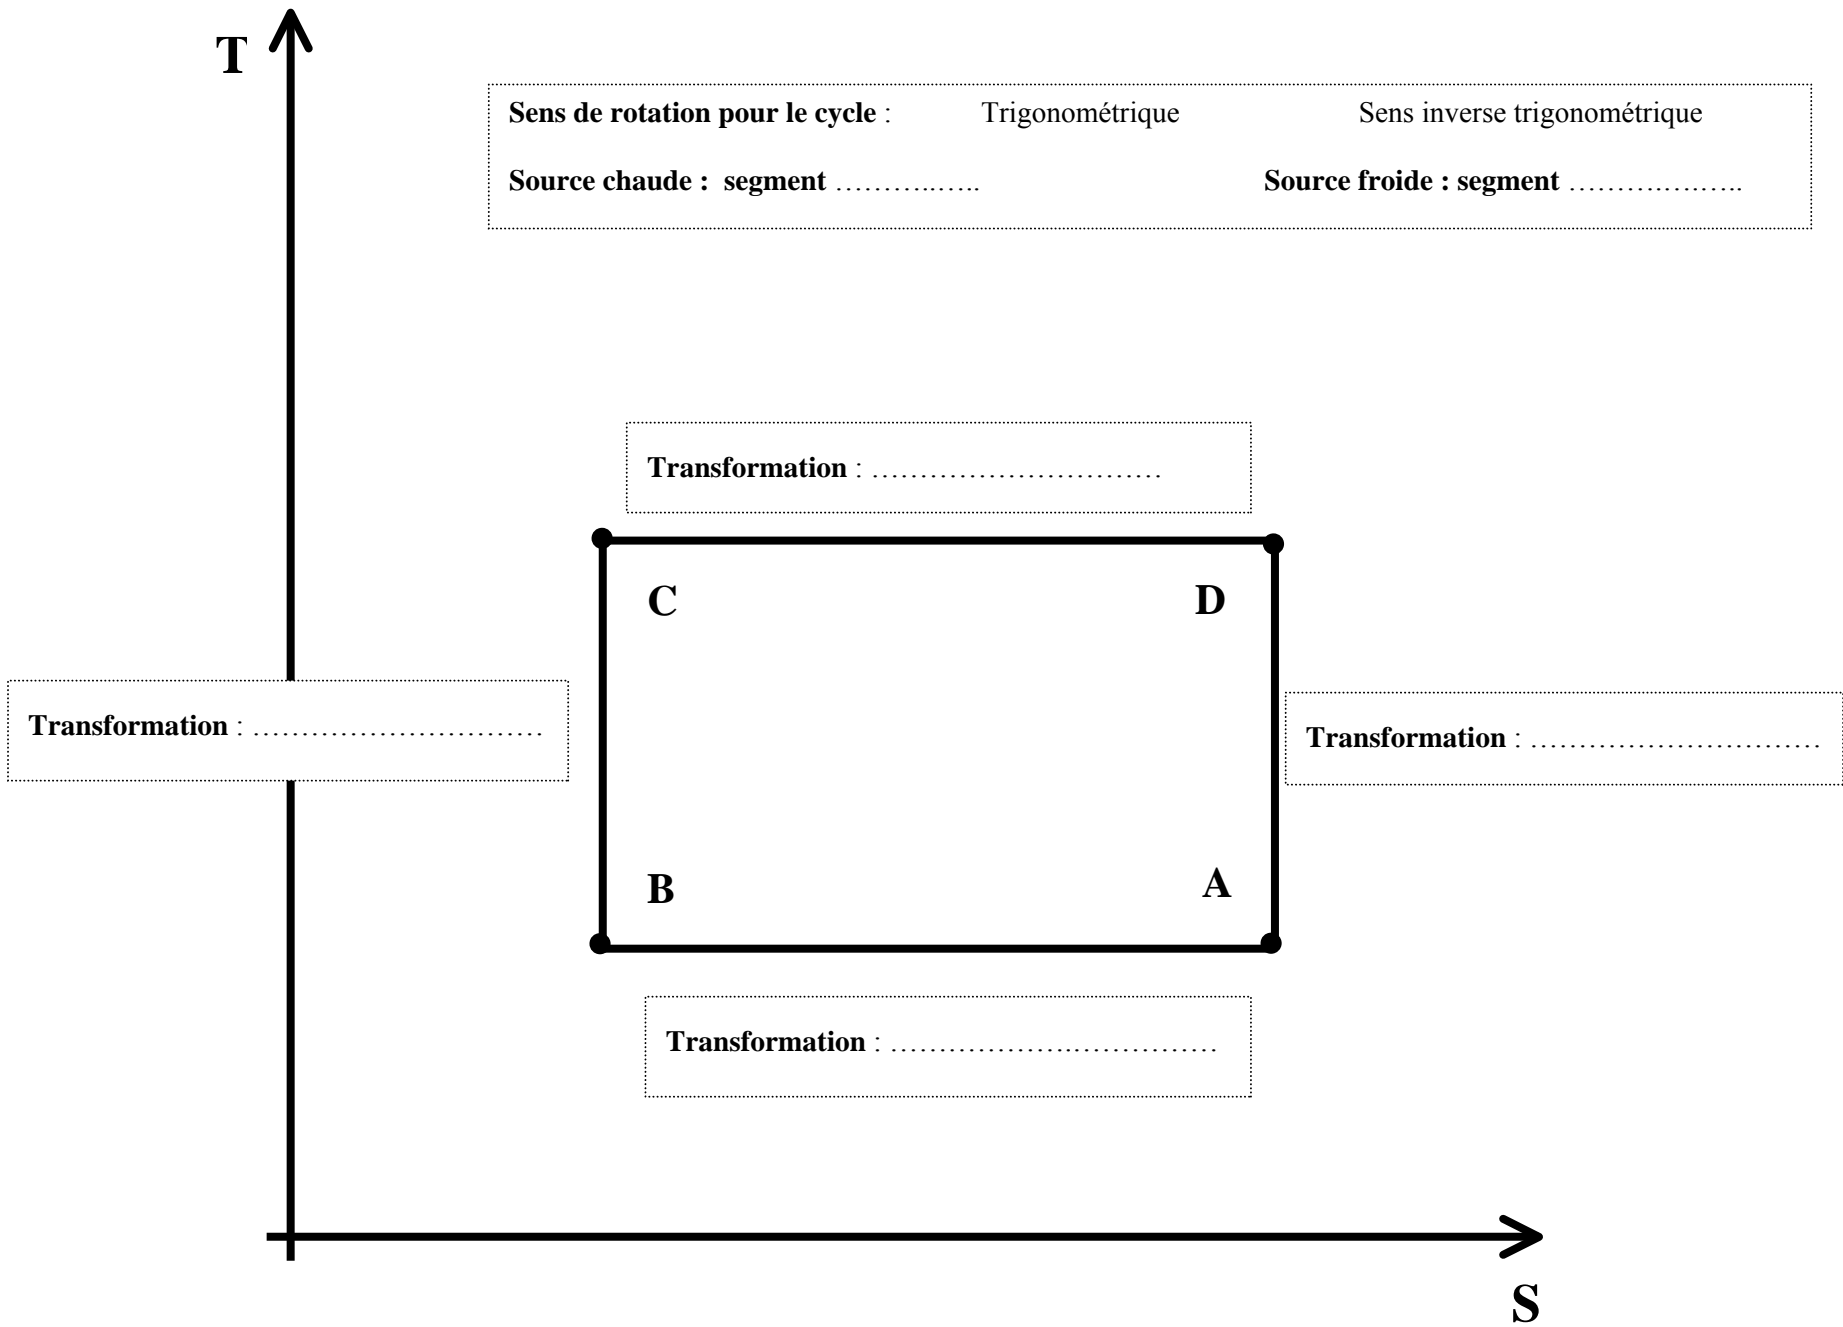 T
Sens de rotation pour le cycle : Trigonométrique Sens inverse trigonométrique
Source chaude : segment ………..….. Source froide : segment ……….….…..
Transformation : …………………………
C D
Transformation : …………………………
Transformation : …………………………
B A
Transformation : ……………….……………
S